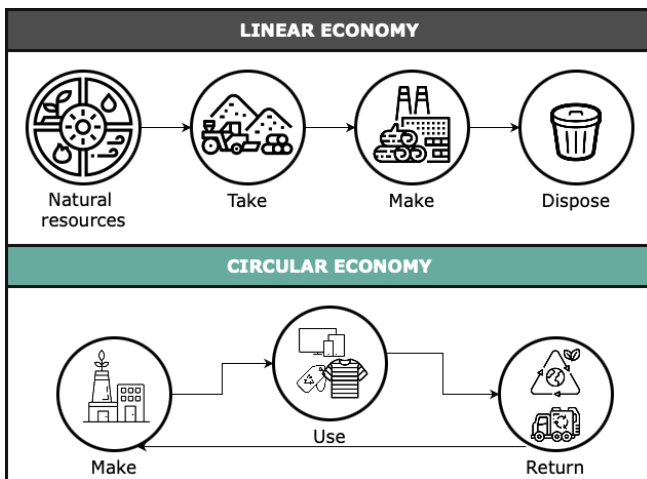 LINEAR ECONOMY
Natural
resources
Take
Make
Dispose
CIRCULAR ECONOMY
Make
Use
Return